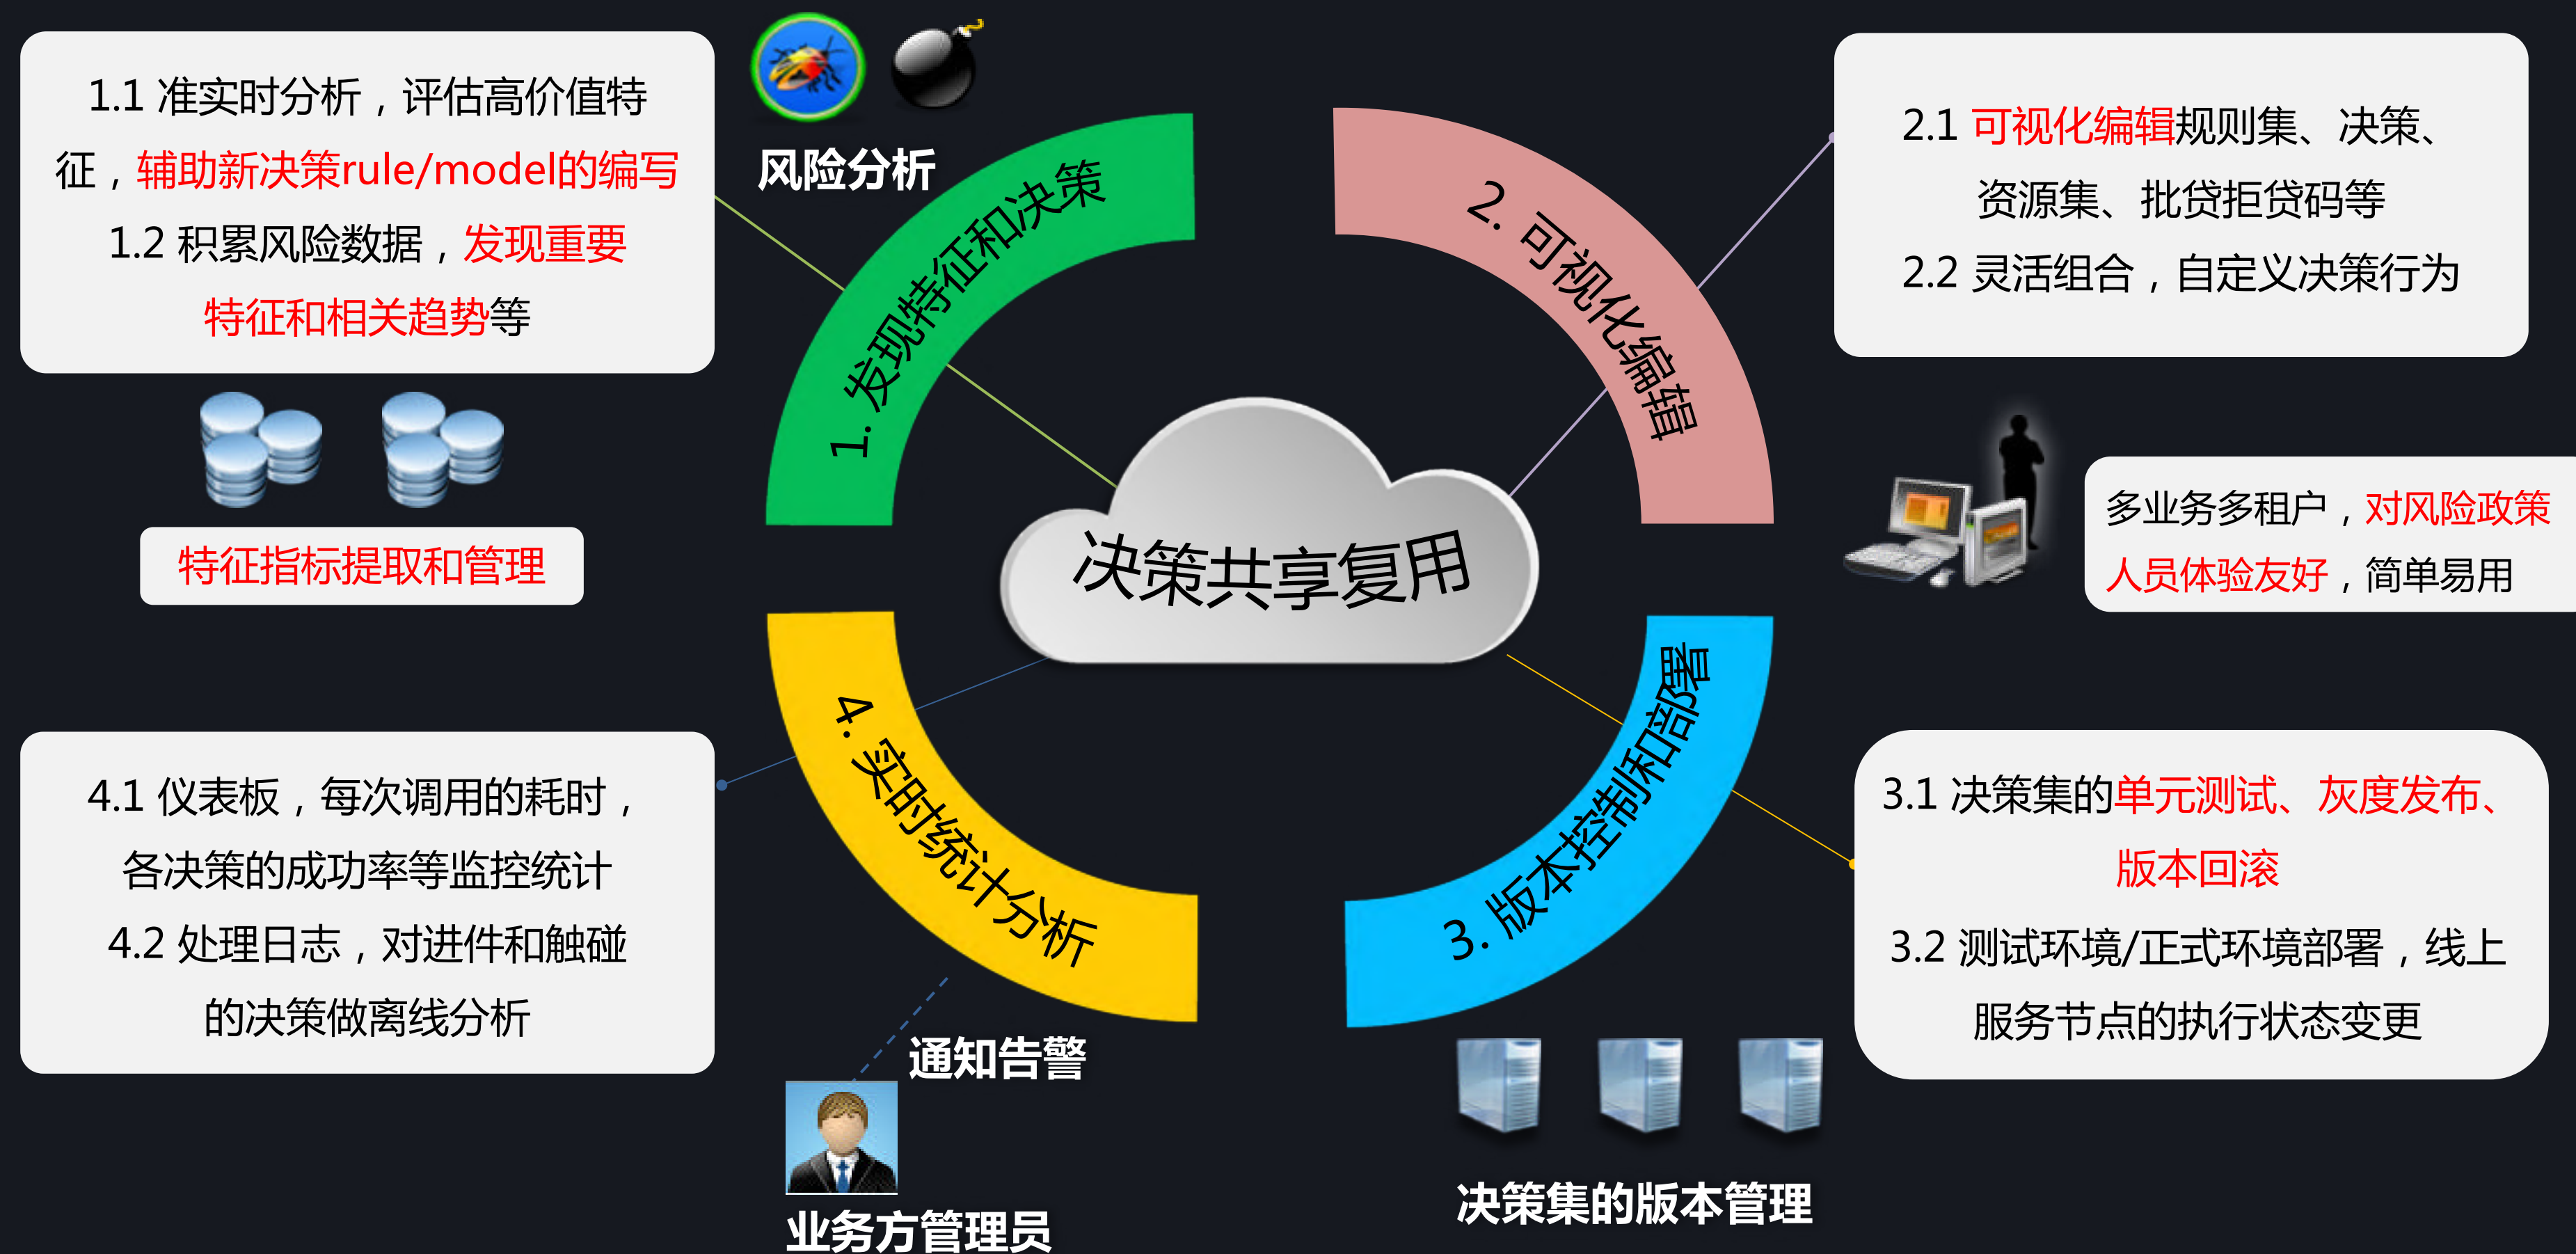 1.1 准实时分析，评估高价值特
征，辅助新决策rule/model的编写
1.2 积累风险数据，发现重要
特征和相关趋势等
风险分析
特征指标提取和管理
1. 发现特征和决策
2. 可视化编辑
2.1 可视化编辑规则集、决策、
资源集、批贷拒贷码等
2.2 灵活组合，自定义决策行为
多业务多租户，对风险政策
人员体验友好，简单易用
决策共享复用
4. 实时统计分析
3. 版本控制和部署
4.1 仪表板，每次调用的耗时，
各决策的成功率等监控统计
4.2 处理日志，对进件和触碰
的决策做离线分析
3.1 决策集的单元测试、灰度发布、
版本回滚
3.2 测试环境/正式环境部署，线上
服务节点的执行状态变更
通知告警
业务方管理员
决策集的版本管理